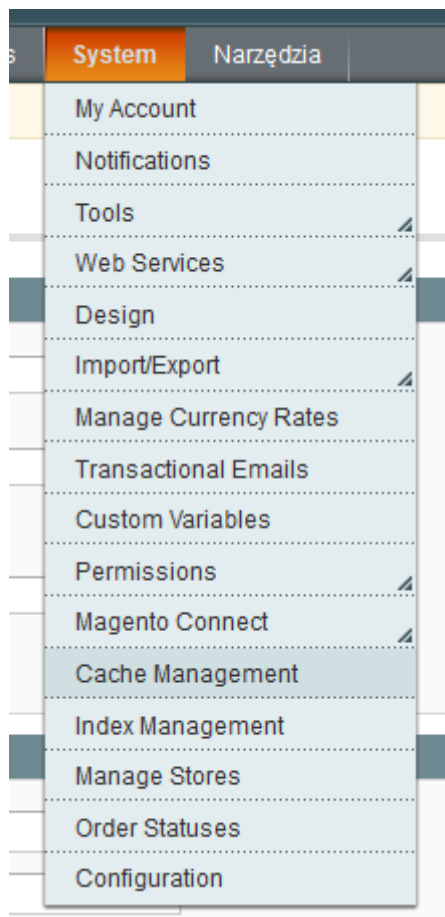 s System Narzędzia
My Account
Notifications
Tools
Web Services
Design
Import/Export
Manage Currency Rates
Transactional Emails
Custom Variables
Permissions
Magento Connect
Cache Management
Index Management
Manage Stores
Order Statuses
Configuration